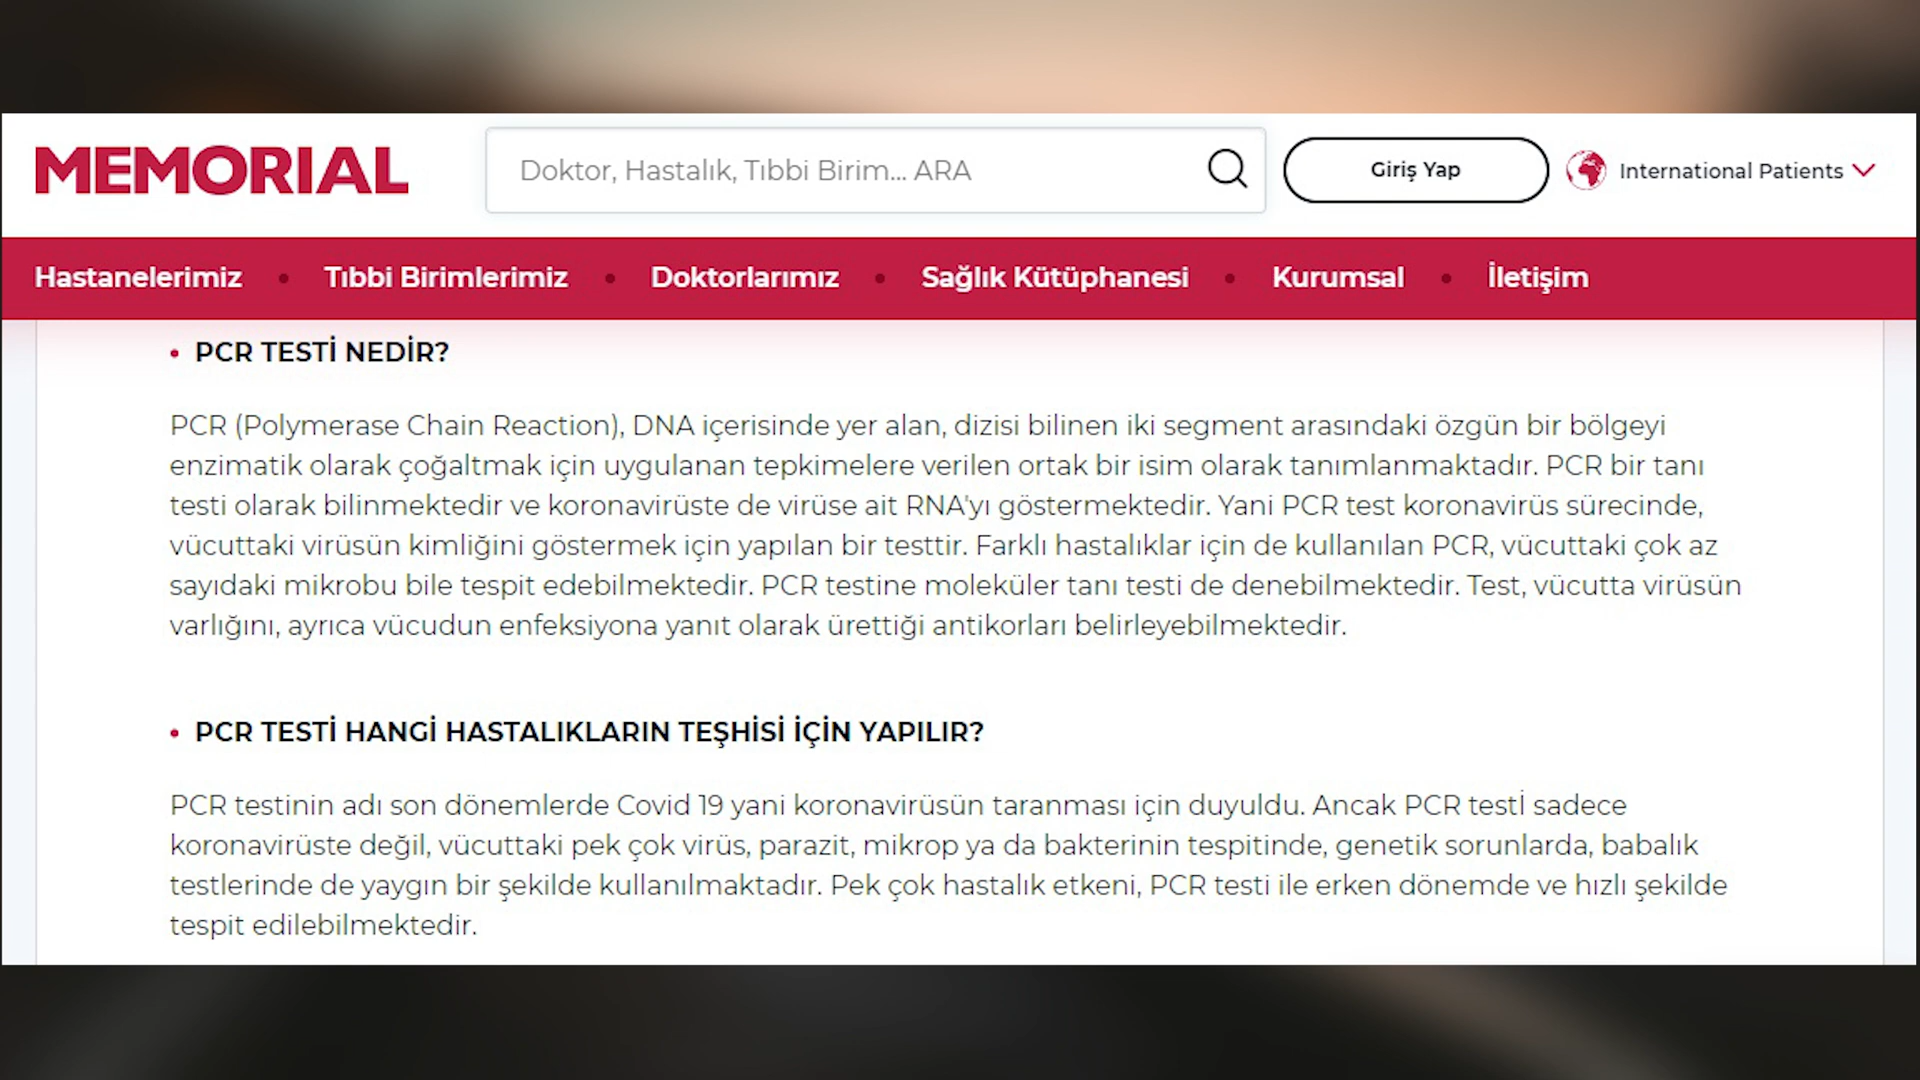 MEMORIAL
Doktor, Hastalık, Tıbbi Birim... ARA
Giriş Yap
International Patients
Hastanelerimiz • Tıbbi Birimlerimiz • Doktorlarımız • Sağlık Kütüphanesi • Kurumsal • İletişim
• PCR TESTİ NEDİR?
PCR (Polymerase Chain Reaction), DNA içerisinde yer alan, dizisi bilinen iki segment arasındaki özgün bir bölgeyi
enzimatik olarak çoğaltmak için uygulanan tepkimelere verilen ortak bir isim olarak tanımlanmaktadır. PCR bir tanı
testi olarak bilinmektedir ve koronavirüste de virüse ait RNA'yı göstermektedir. Yani PCR test koronavirüs sürecinde,
vücuttaki virüsün kimliğini göstermek için yapılan bir testtir. Farklı hastalıklar için de kullanılan PCR, vücuttaki çok az
sayıdaki mikrobu bile tespit edebilmektedir. PCR testine moleküler tanı testi de denebilmektedir. Test, vücutta virüsün
varlığını, ayrıca vücudun enfeksiyona yanıt olarak ürettiği antikorları belirleyebilmektedir.
• PCR TESTİ HANGİ HASTALIKLARIN TEŞHİSİ İÇİN YAPILIR?
PCR testinin adı son dönemlerde Covid 19 yani koronavirüsün taranması için duyuldu. Ancak PCR testİ sadece
koronavirüste değil, vücuttaki pek çok virüs, parazit, mikrop ya da bakterinin tespitinde, genetik sorunlarda, babalık
testlerinde de yaygın bir şekilde kullanılmaktadır. Pek çok hastalık etkeni, PCR testi ile erken dönemde ve hızlı şekilde
tespit edilebilmektedir.